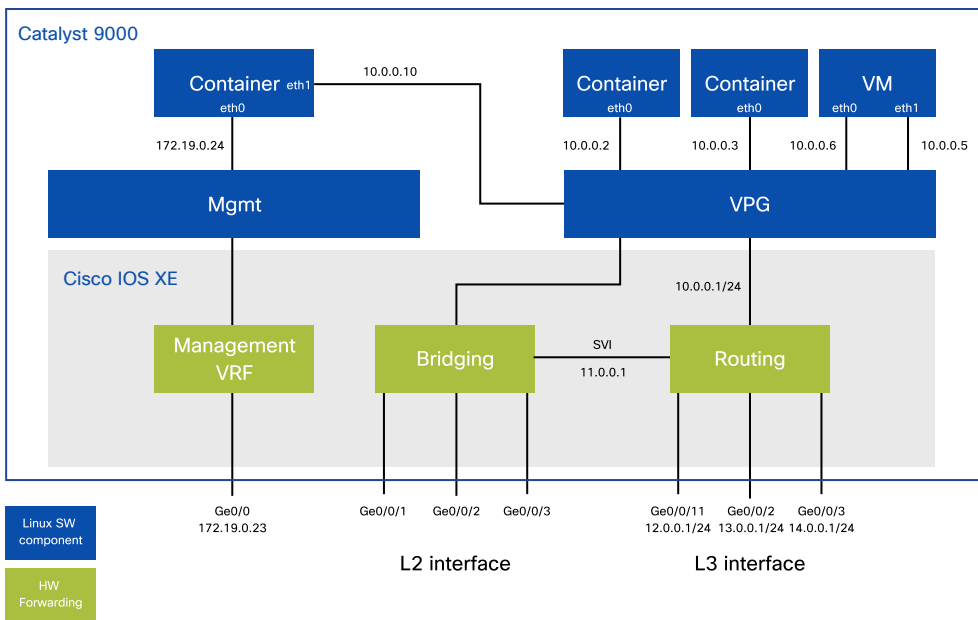 Catalyst 9000
Container eth1
eth0
10.0.0.10
Container
eth0
Container
eth0
VM
eth0 eth1
172.19.0.24
10.0.0.2
10.0.0.3
10.0.0.6
10.0.0.5
Mgmt
VPG
Cisco IOS XE
10.0.0.1/24
Management
VRF
Bridging
SVI
11.0.0.1
Routing
Ge0/0
172.19.0.23
Ge0/0/1
Ge0/0/2
Ge0/0/3
Ge0/0/11
12.0.0.1/24
Ge0/0/2
13.0.0.1/24
Ge0/0/3
14.0.0.1/24
L2 interface
L3 interface
Linux SW
component
HW
Forwarding